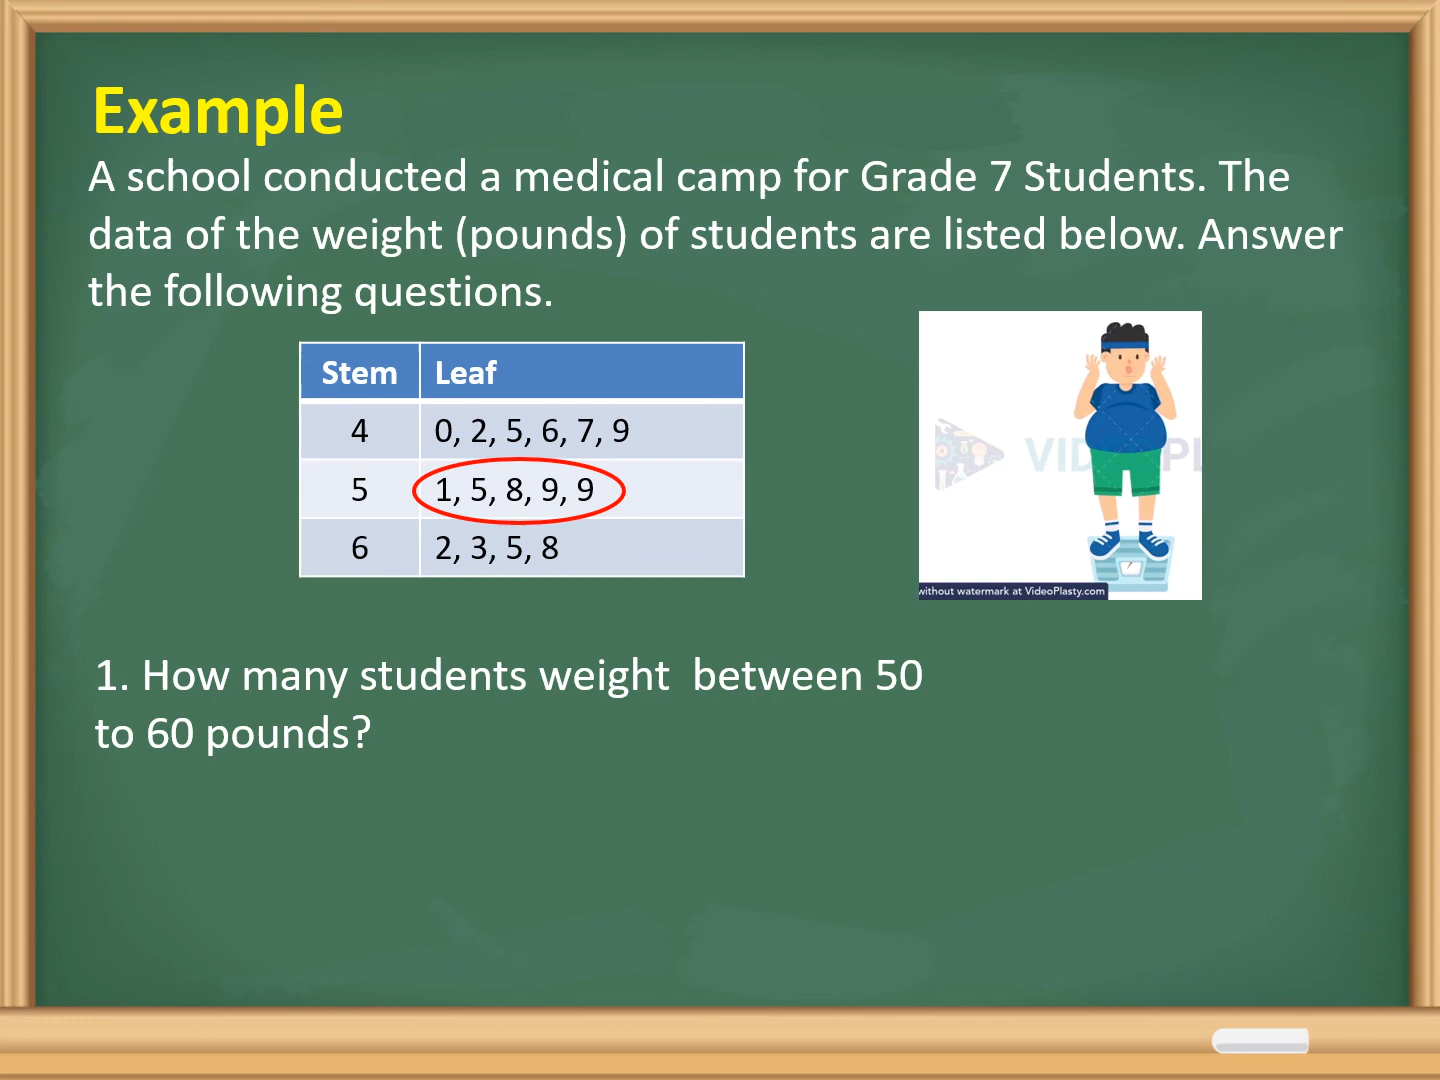 Example
A school conducted a medical camp for Grade 7 Students. The
data of the weight (pounds) of students are listed below. Answer
the following questions.
Stem Leaf
4 0, 2, 5, 6, 7, 9
5 1, 5, 8, 9, 9
6 2, 3, 5, 8
without watermark at VideoPlasty.com
1. How many students weight between 50
to 60 pounds?